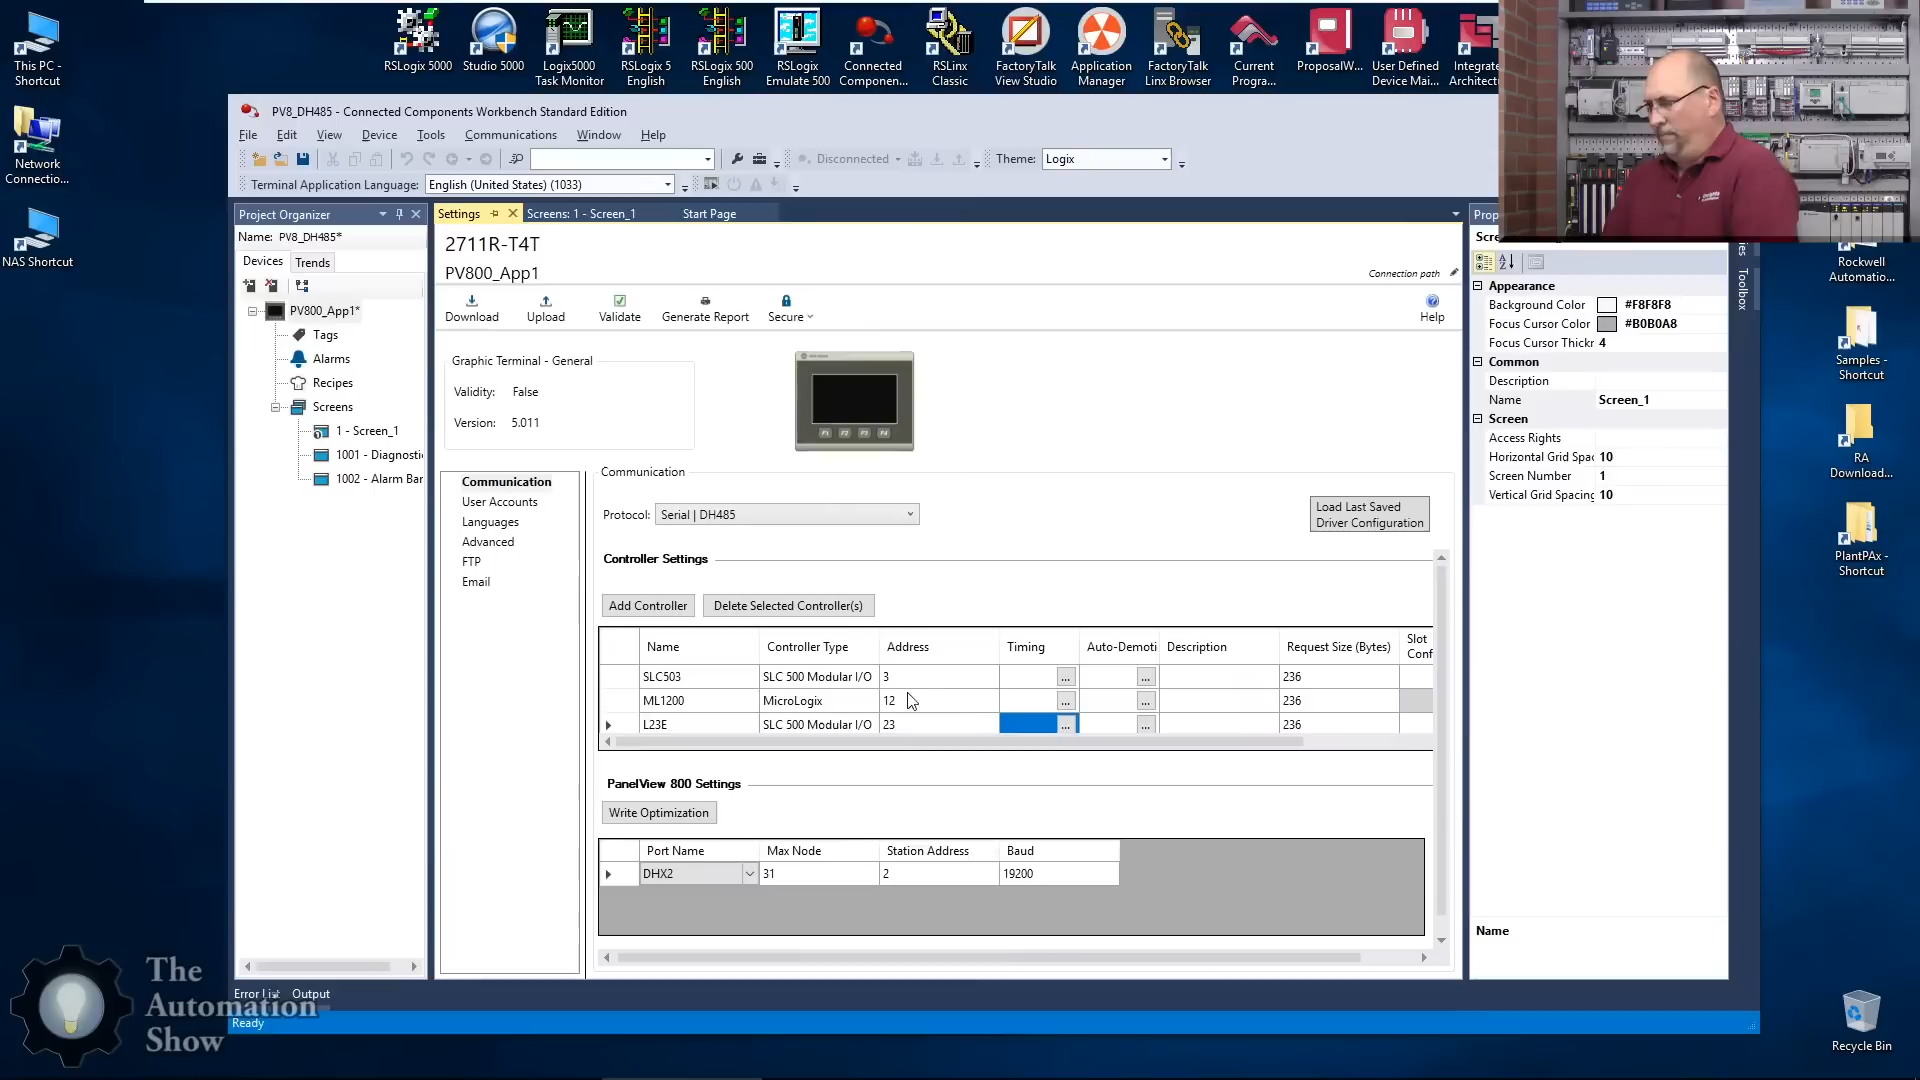 This PC -
Shortcut
Network
Connectio...
NAS Shortcut
RSLogix 5000
Studio 5000
Logix5000
Task Monitor
RSLogix 5
English
RSLogix 500
English
RSLogix
Emulate 500
Connected
Componen...
RSLinx
Classic
FactoryTalk
View Studio
Application
Manager
FactoryTalk
Linx Browser
Current
Progra...
ProposalW...
User Defined
Device Mai...
Integrate
Architect
PV8_DH485 - Connected Components Workbench Standard Edition
File Edit View Device Tools Communications Window Help
Disconnected
Theme: Logix
Terminal Application Language: English (United States) (1033)
Project Organizer
Name: PV8_DH485*
Devices Trends
PV800_App1*
Tags
Alarms
Recipes
Screens
1 - Screen_1
1001 - Diagnosti
1002 - Alarm Bar
Settings
Screens: 1 - Screen_1
Start Page
2711R-T4T
PV800_App1
Connection path
Download
Upload
Validate
Generate Report
Secure
Help
Graphic Terminal - General
Validity: False
Version: 5.011
F1 F2 F3 F4
Communication
User Accounts
Languages
Advanced
FTP
Email
Communication
Protocol: Serial | DH485
Load Last Saved
Driver Configuration
Controller Settings
Add Controller
Delete Selected Controller(s)
Name Controller Type Address Timing Auto-Demoti Description Request Size (Bytes) Slot
Conf
SLC503 SLC 500 Modular I/O 3 ... ... 236
ML1200 MicroLogix 12 ... ... 236
L23E SLC 500 Modular I/O 23 ... ... 236
PanelView 800 Settings
Write Optimization
Port Name Max Node Station Address Baud
DHX2 31 2 19200
Prop
Scre
Appearance
Background Color #F8F8F8
Focus Cursor Color #B0B0A8
Focus Cursor Thickr 4
Common
Description
Name Screen_1
Screen
Access Rights
Horizontal Grid Spac 10
Screen Number 1
Vertical Grid Spacing 10
Name
Toolbox
Rockwell
Automatio...
Samples -
Shortcut
RA
Download...
PlantPAx -
Shortcut
Recycle Bin
Error List Output
Ready
The
Automation
Show